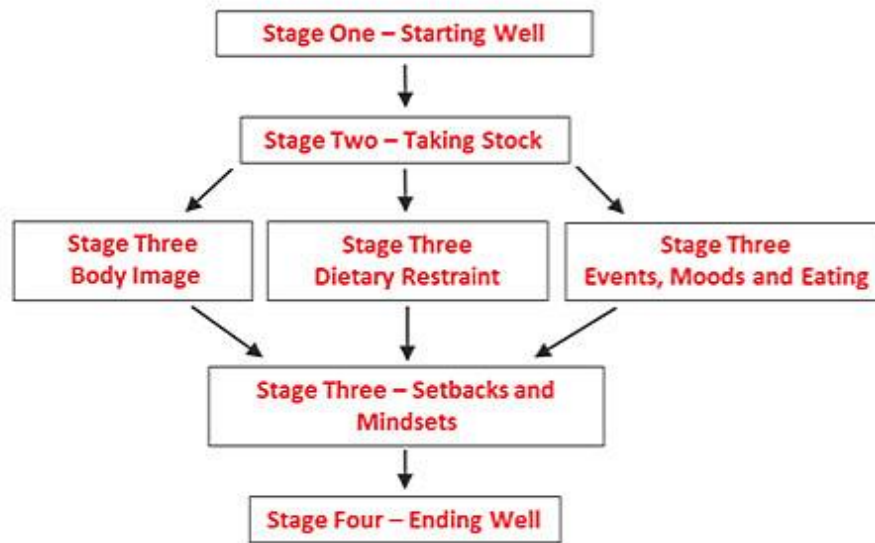 Stage One – Starting Well
Stage Two – Taking Stock
Stage Three
Body Image
Stage Three
Dietary Restraint
Stage Three
Events, Moods and Eating
Stage Three – Setbacks and
Mindsets
Stage Four – Ending Well